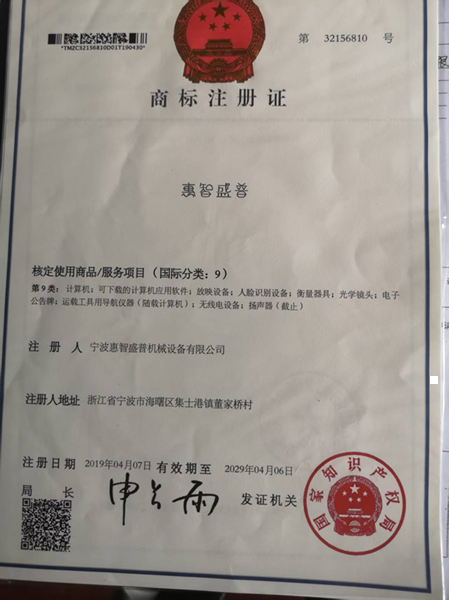 *TM2C32156810D01T190430*
第 32156810 号
商标注册证
惠智盛普
核定使用商品/服务项目（国际分类：9）
第9类：计算机；可下载的计算机应用软件；放映设备；人脸识别设备；衡量器具；光学镜头；电子
公告牌；运载工具用导航仪器（随载计算机）；无线电设备；扬声器（截止）
注 册 人 宁波惠智盛普机械设备有限公司
注册人地址 浙江省宁波市海曙区集士港镇董家桥村
注册日期 2019年04月07日 有效期至 2029年04月06日
局 长 申长雨 发证机关
国家知识产权局